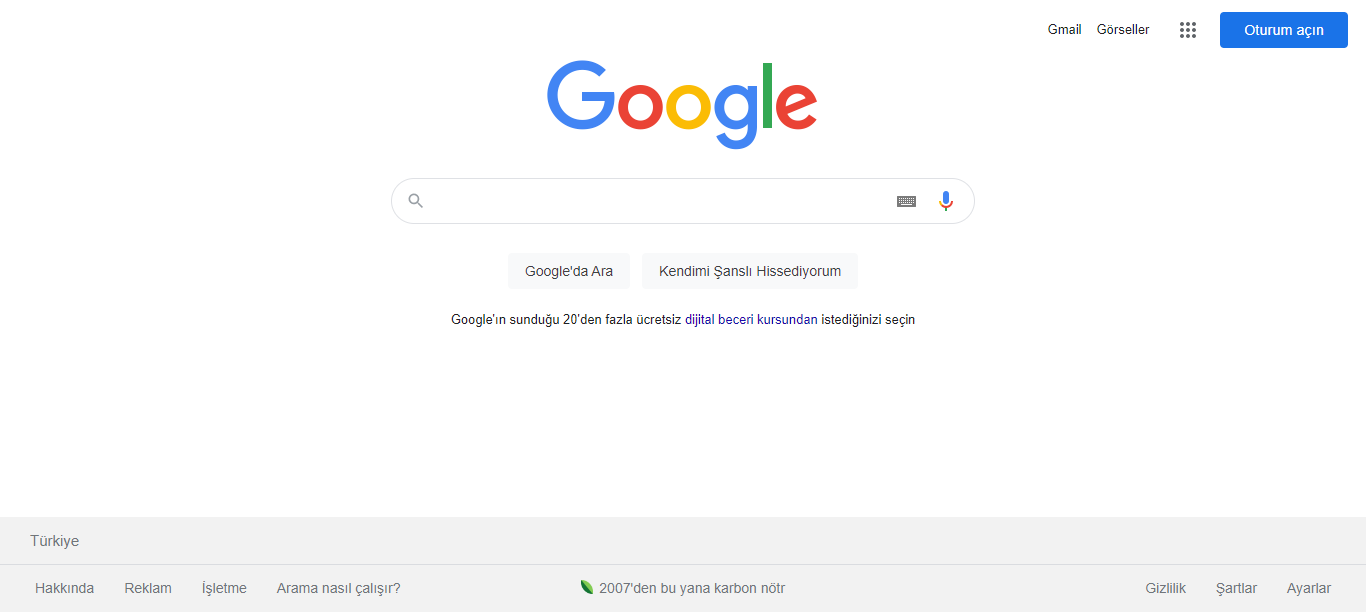 Gmail Görseller Oturum açın
Google
Google'da Ara Kendimi Şanslı Hissediyorum
Google'ın sunduğu 20'den fazla ücretsiz dijital beceri kursundan istediğinizi seçin
Türkiye
Hakkında Reklam İşletme Arama nasıl çalışır? 2007'den bu yana karbon nötr Gizlilik Şartlar Ayarlar